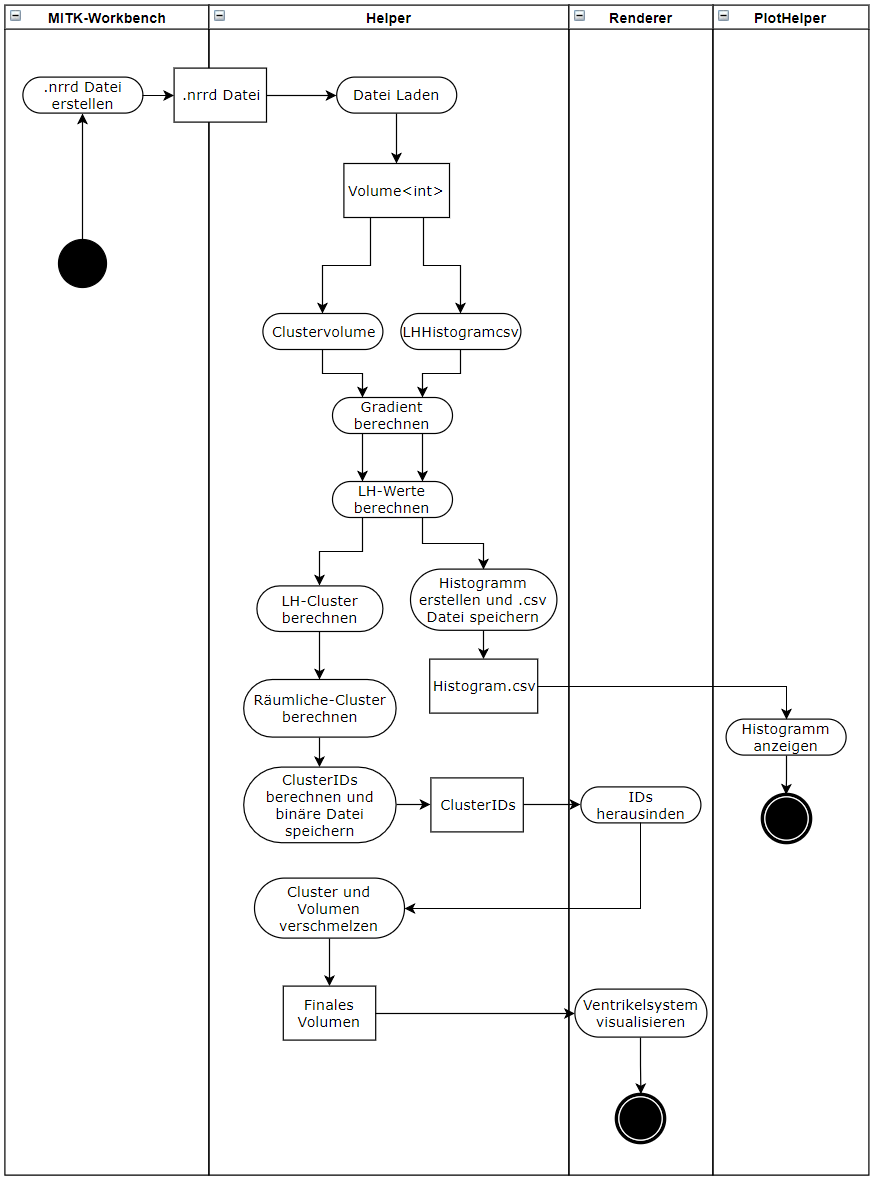 MITK-Workbench
Helper
Renderer
PlotHelper
.nrrd Datei
erstellen
.nrrd Datei
Datei Laden
Volume<int>
Clustervolume
LHHistogramcsv
Gradient
berechnen
LH-Werte
berechnen
LH-Cluster
berechnen
Histogramm
erstellen und .csv
Datei speichern
Räumliche-Cluster
berechnen
Histogram.csv
Histogramm
anzeigen
ClusterIDs
berechnen und
binäre Datei
speichern
ClusterIDs
IDs
herausinden
Cluster und
Volumen
verschmelzen
Finales
Volumen
Ventrikelsystem
visualisieren